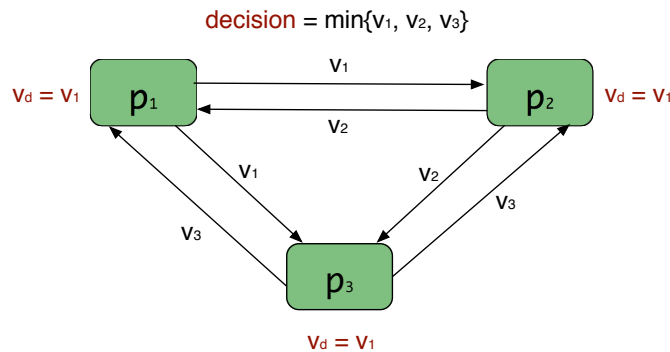 decision = min{v₁, v₂, v₃}
v₁
v_d = v₁
p₁
p₂
v_d = v₁
v₂
v₁
v₂
v₃
v₃
p₃
v_d = v₁